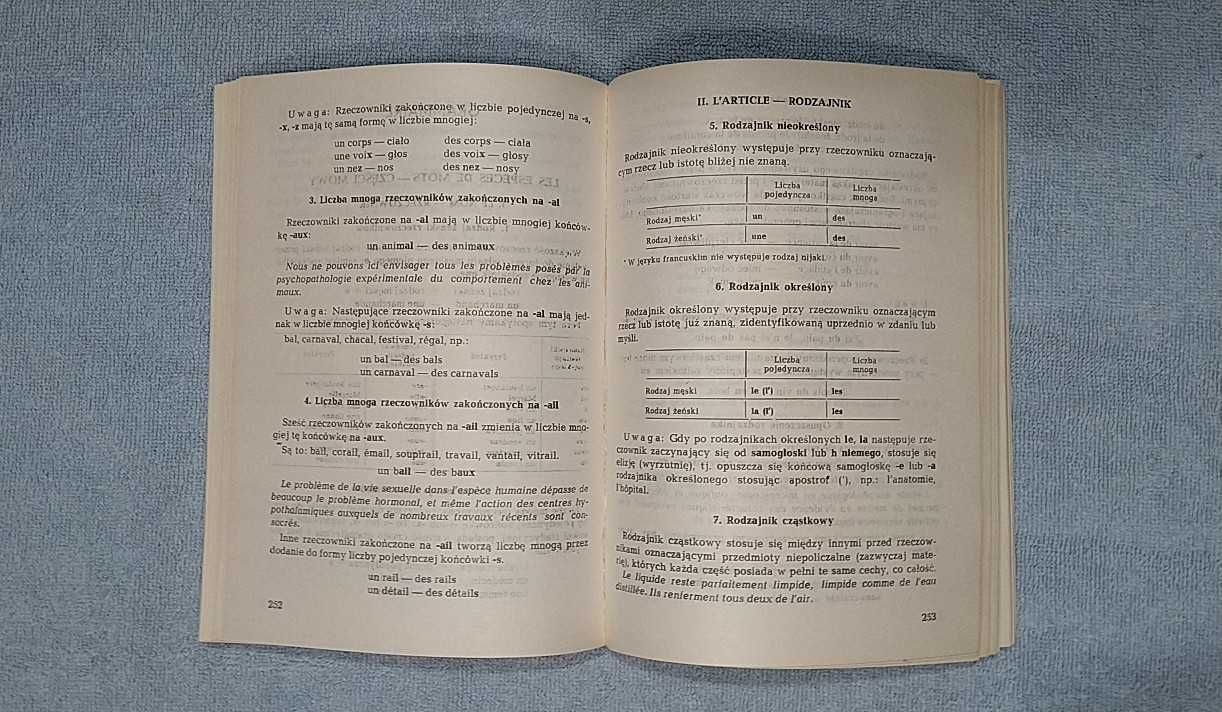 Uwaga: Rzeczowniki zakończone w liczbie pojedynczej na -s,
-x, -z mają tę samą formę w liczbie mnogiej:
un corps — ciało des corps — ciała
une voix — głos des voix — głosy
un nez — nos des nez — nosy
3. Liczba mnoga rzeczowników zakończonych na -al
Rzeczowniki zakończone na -al mają w liczbie mnogiej końców-
kę -aux:
un animal — des animaux
Nous ne pouvons ici envisager tous les problèmes posés par la
psychopathologie expérimentale du comportement chez les ani-
maux.
Uwaga: Następujące rzeczowniki zakończone na -al mają jed-
nak w liczbie mnogiej końcówkę -s:
bal, carnaval, chacal, festival, régal, np.:
un bal — des bals
un carnaval — des carnavals
4. Liczba mnoga rzeczowników zakończonych na -ail
Sześć rzeczowników zakończonych na -ail zmienia w liczbie mno-
giej tę końcówkę na -aux.
Są to: bail, corail, émail, soupirail, travail, vantail, vitrail.
un bail — des baux
Le problème de la vie sexuelle dans l'espèce humaine dépasse de
beaucoup le problème hormonal, et même l'action des centres hy-
pothalamiques auxquels de nombreux travaux récents sont con-
sacrés.
Inne rzeczowniki zakończone na -ail tworzą liczbę mnogą przez
dodanie do formy liczby pojedynczej końcówki -s.
un rail — des rails
un détail — des détails
252
II. L'ARTICLE — RODZAJNIK
5. Rodzajnik nieokreślony
Rodzajnik nieokreślony występuje przy rzeczowniku oznaczają-
cym rzecz lub istotę bliżej nie znaną.
Liczba Liczba
pojedyncza mnoga
Rodzaj męski* un des
Rodzaj żeński* une des
* W języku francuskim nie występuje rodzaj nijaki.
6. Rodzajnik określony
Rodzajnik określony występuje przy rzeczowniku oznaczającym
rzecz lub istotę już znaną, zidentyfikowaną uprzednio w zdaniu lub
myśli.
Liczba Liczba
pojedyncza mnoga
Rodzaj męski le (l') les
Rodzaj żeński la (l') les
Uwaga: Gdy po rodzajnikach określonych le, la następuje rze-
czownik zaczynający się od samogłoski lub h niemego, stosuje się
elizję (wyrzutnię), tj. opuszcza się końcową samogłoskę -e lub -a
rodzajnika określonego stosując apostrof ('), np.: l'anatomie,
l'hôpital.
7. Rodzajnik cząstkowy
Rodzajnik cząstkowy stosuje się między innymi przed rzeczow-
nikami oznaczającymi przedmioty niepoliczalne (zazwyczaj mate-
rię), których każda część posiada w pełni te same cechy, co całość.
Le liquide reste parfaitement limpide, limpide comme de l'eau
distillée. Ils renferment tous deux de l'air.
253